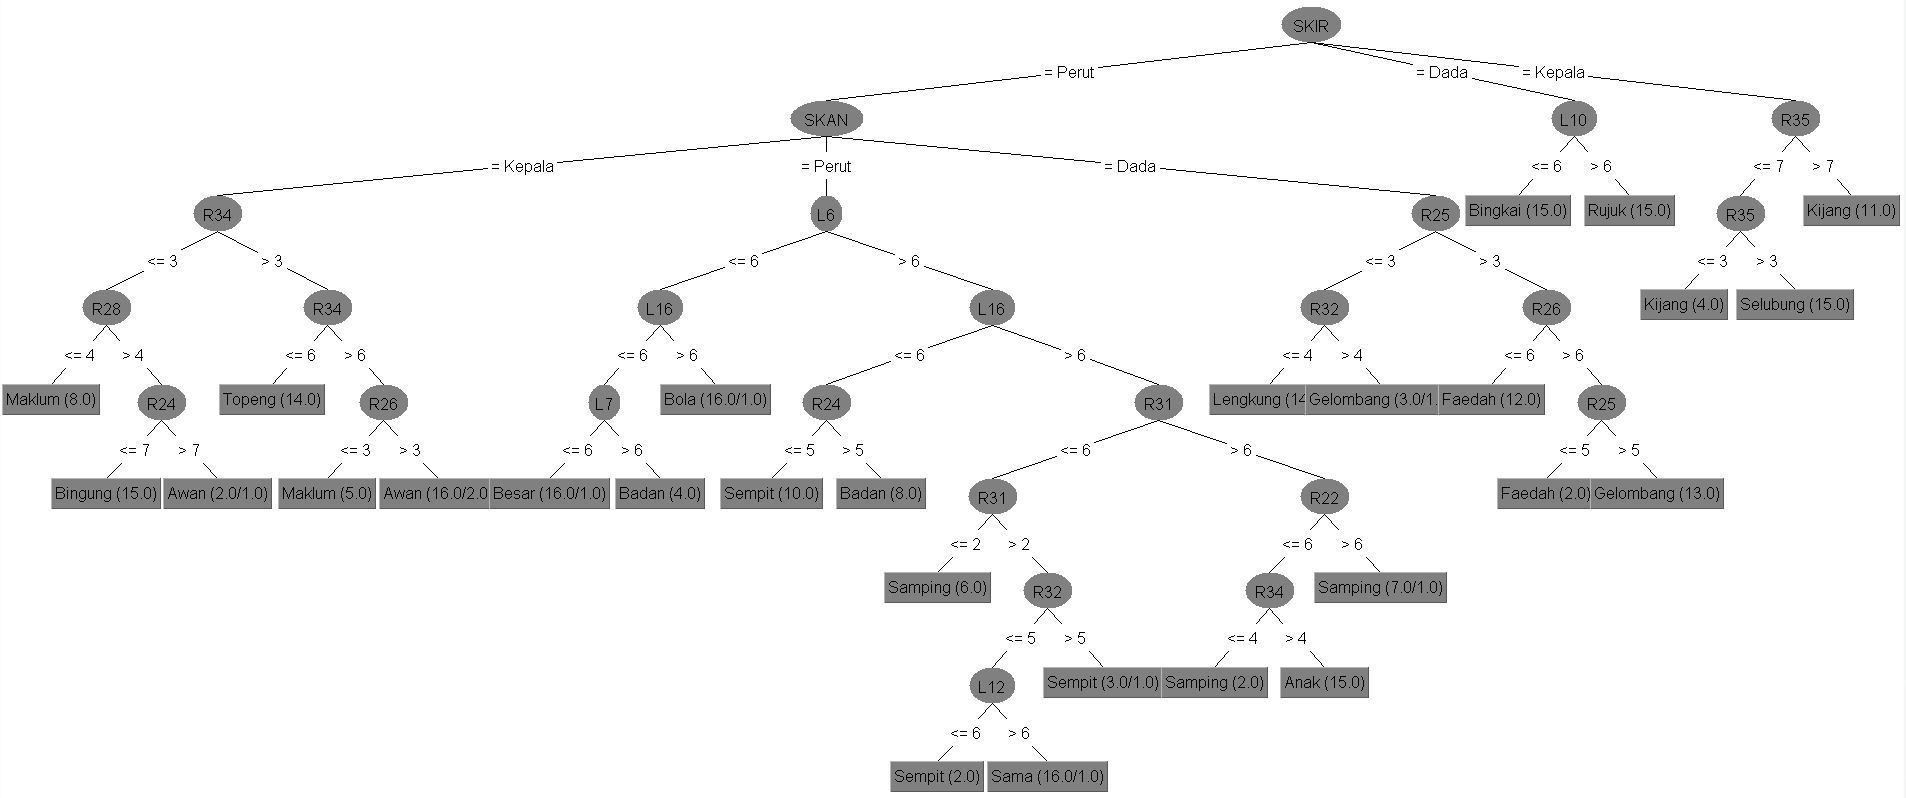 SKIR
= Perut = Dada = Kepala
SKAN L10 R35
= Kepala = Perut = Dada <= 6 > 6 <= 7 > 7
R34 L6 R25 Bingkai (15.0) Rujuk (15.0) R35 Kijang (11.0)
<= 3 > 3 <= 6 > 6 <= 3 > 3 <= 3 > 3
R28 R34 L16 L16 R32 R26 Kijang (4.0) Selubung (15.0)
<= 4 > 4 <= 6 > 6 <= 6 > 6 <= 6 > 6 <= 4 > 4 <= 6 > 6
Maklum (8.0) R24 Topeng (14.0) R26 L7 Bola (16.0/1.0) R24 R31 Lengkung (14 Gelombang (3.0/1. Faedah (12.0) R25
<= 7 > 7 <= 3 > 3 <= 6 > 6 <= 5 > 5 <= 6 > 6 <= 5 > 5
Bingung (15.0) Awan (2.0/1.0) Maklum (5.0) Awan (16.0/2.0 Besar (16.0/1.0) Badan (4.0) Sempit (10.0) Badan (8.0) R31 R22 Faedah (2.0) Gelombang (13.0)
<= 2 > 2 <= 6 > 6
Samping (6.0) R32 R34 Samping (7.0/1.0)
<= 5 > 5 <= 4 > 4
L12 Sempit (3.0/1.0) Samping (2.0) Anak (15.0)
<= 6 > 6
Sempit (2.0) Sama (16.0/1.0)